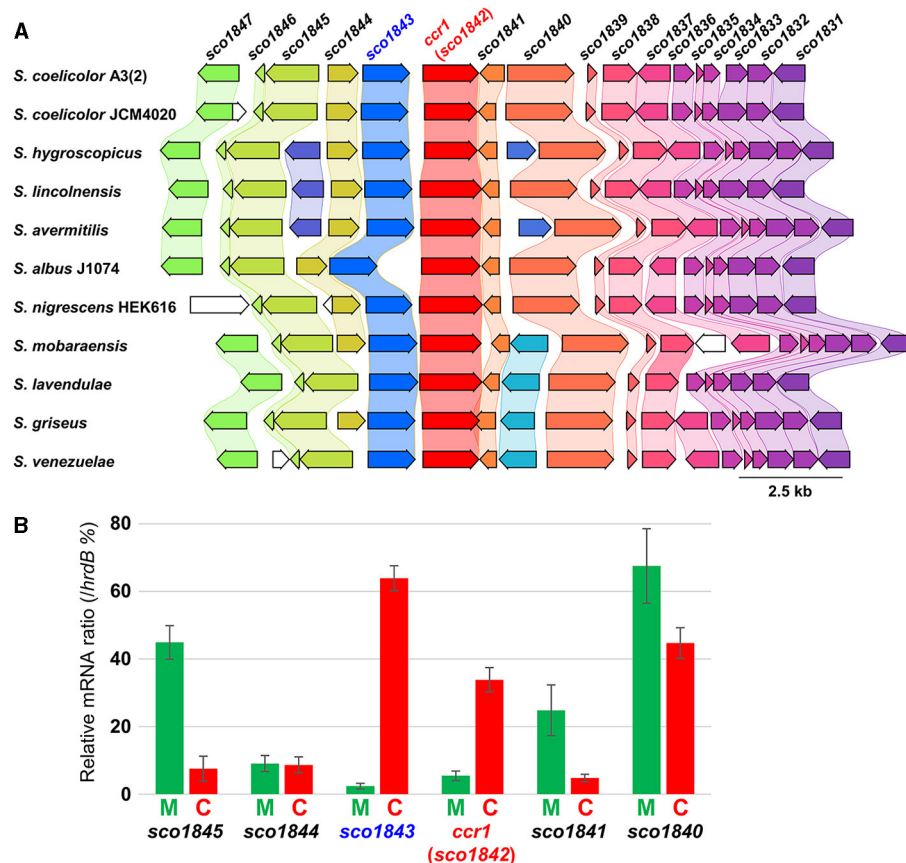 A
sco1847 sco1846 sco1845 sco1844 sco1843 ccr1 (sco1842) sco1841 sco1840 sco1839 sco1838 sco1837 sco1836 sco1835 sco1834 sco1833 sco1832 sco1831
S. coelicolor A3(2)
S. coelicolor JCM4020
S. hygroscopicus
S. lincolnensis
S. avermitilis
S. albus J1074
S. nigrescens HEK616
S. mobaraensis
S. lavendulae
S. griseus
S. venezuelae
2.5 kb
B
Relative mRNA ratio (/hrdB %)
80
60
40
20
0
M C M C M C M C M C M C
sco1845 sco1844 sco1843 ccr1 sco1841 sco1840
(sco1842)